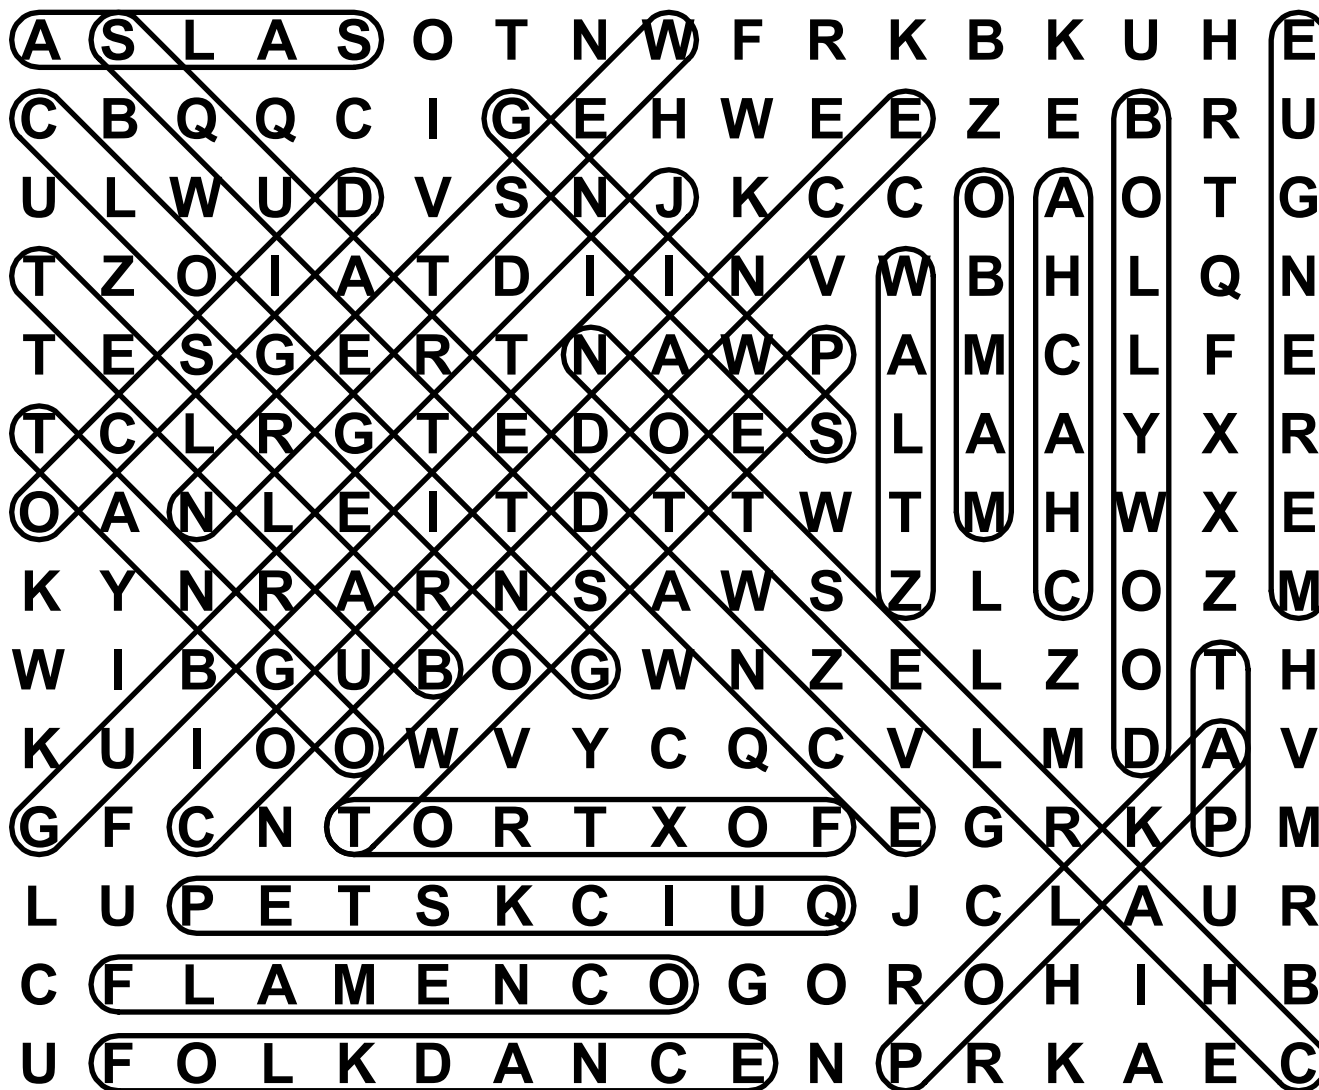 A S L A S O T N W F R K B K U H E
C B Q Q C I G E H W E E Z E B R U
U L W U D V S N J K C C O A O T G
T Z O I A T D I I N V W B H L Q N
T E S G E R T N A W P A M C L F E
T C L R G T E D O E S L A A Y X R
O A N L E I T D T T W T M H W X E
K Y N R A R N S A W S Z L C O Z M
W I B G U B O G W N Z E L Z O T H
K U I O O W V Y C Q C V L M D A V
G F C N T O R T X O F E G R K P M
L U P E T S K C I U Q J C L A U R
C F L A M E N C O G O R O H I H B
U F O L K D A N C E N P R K A E C